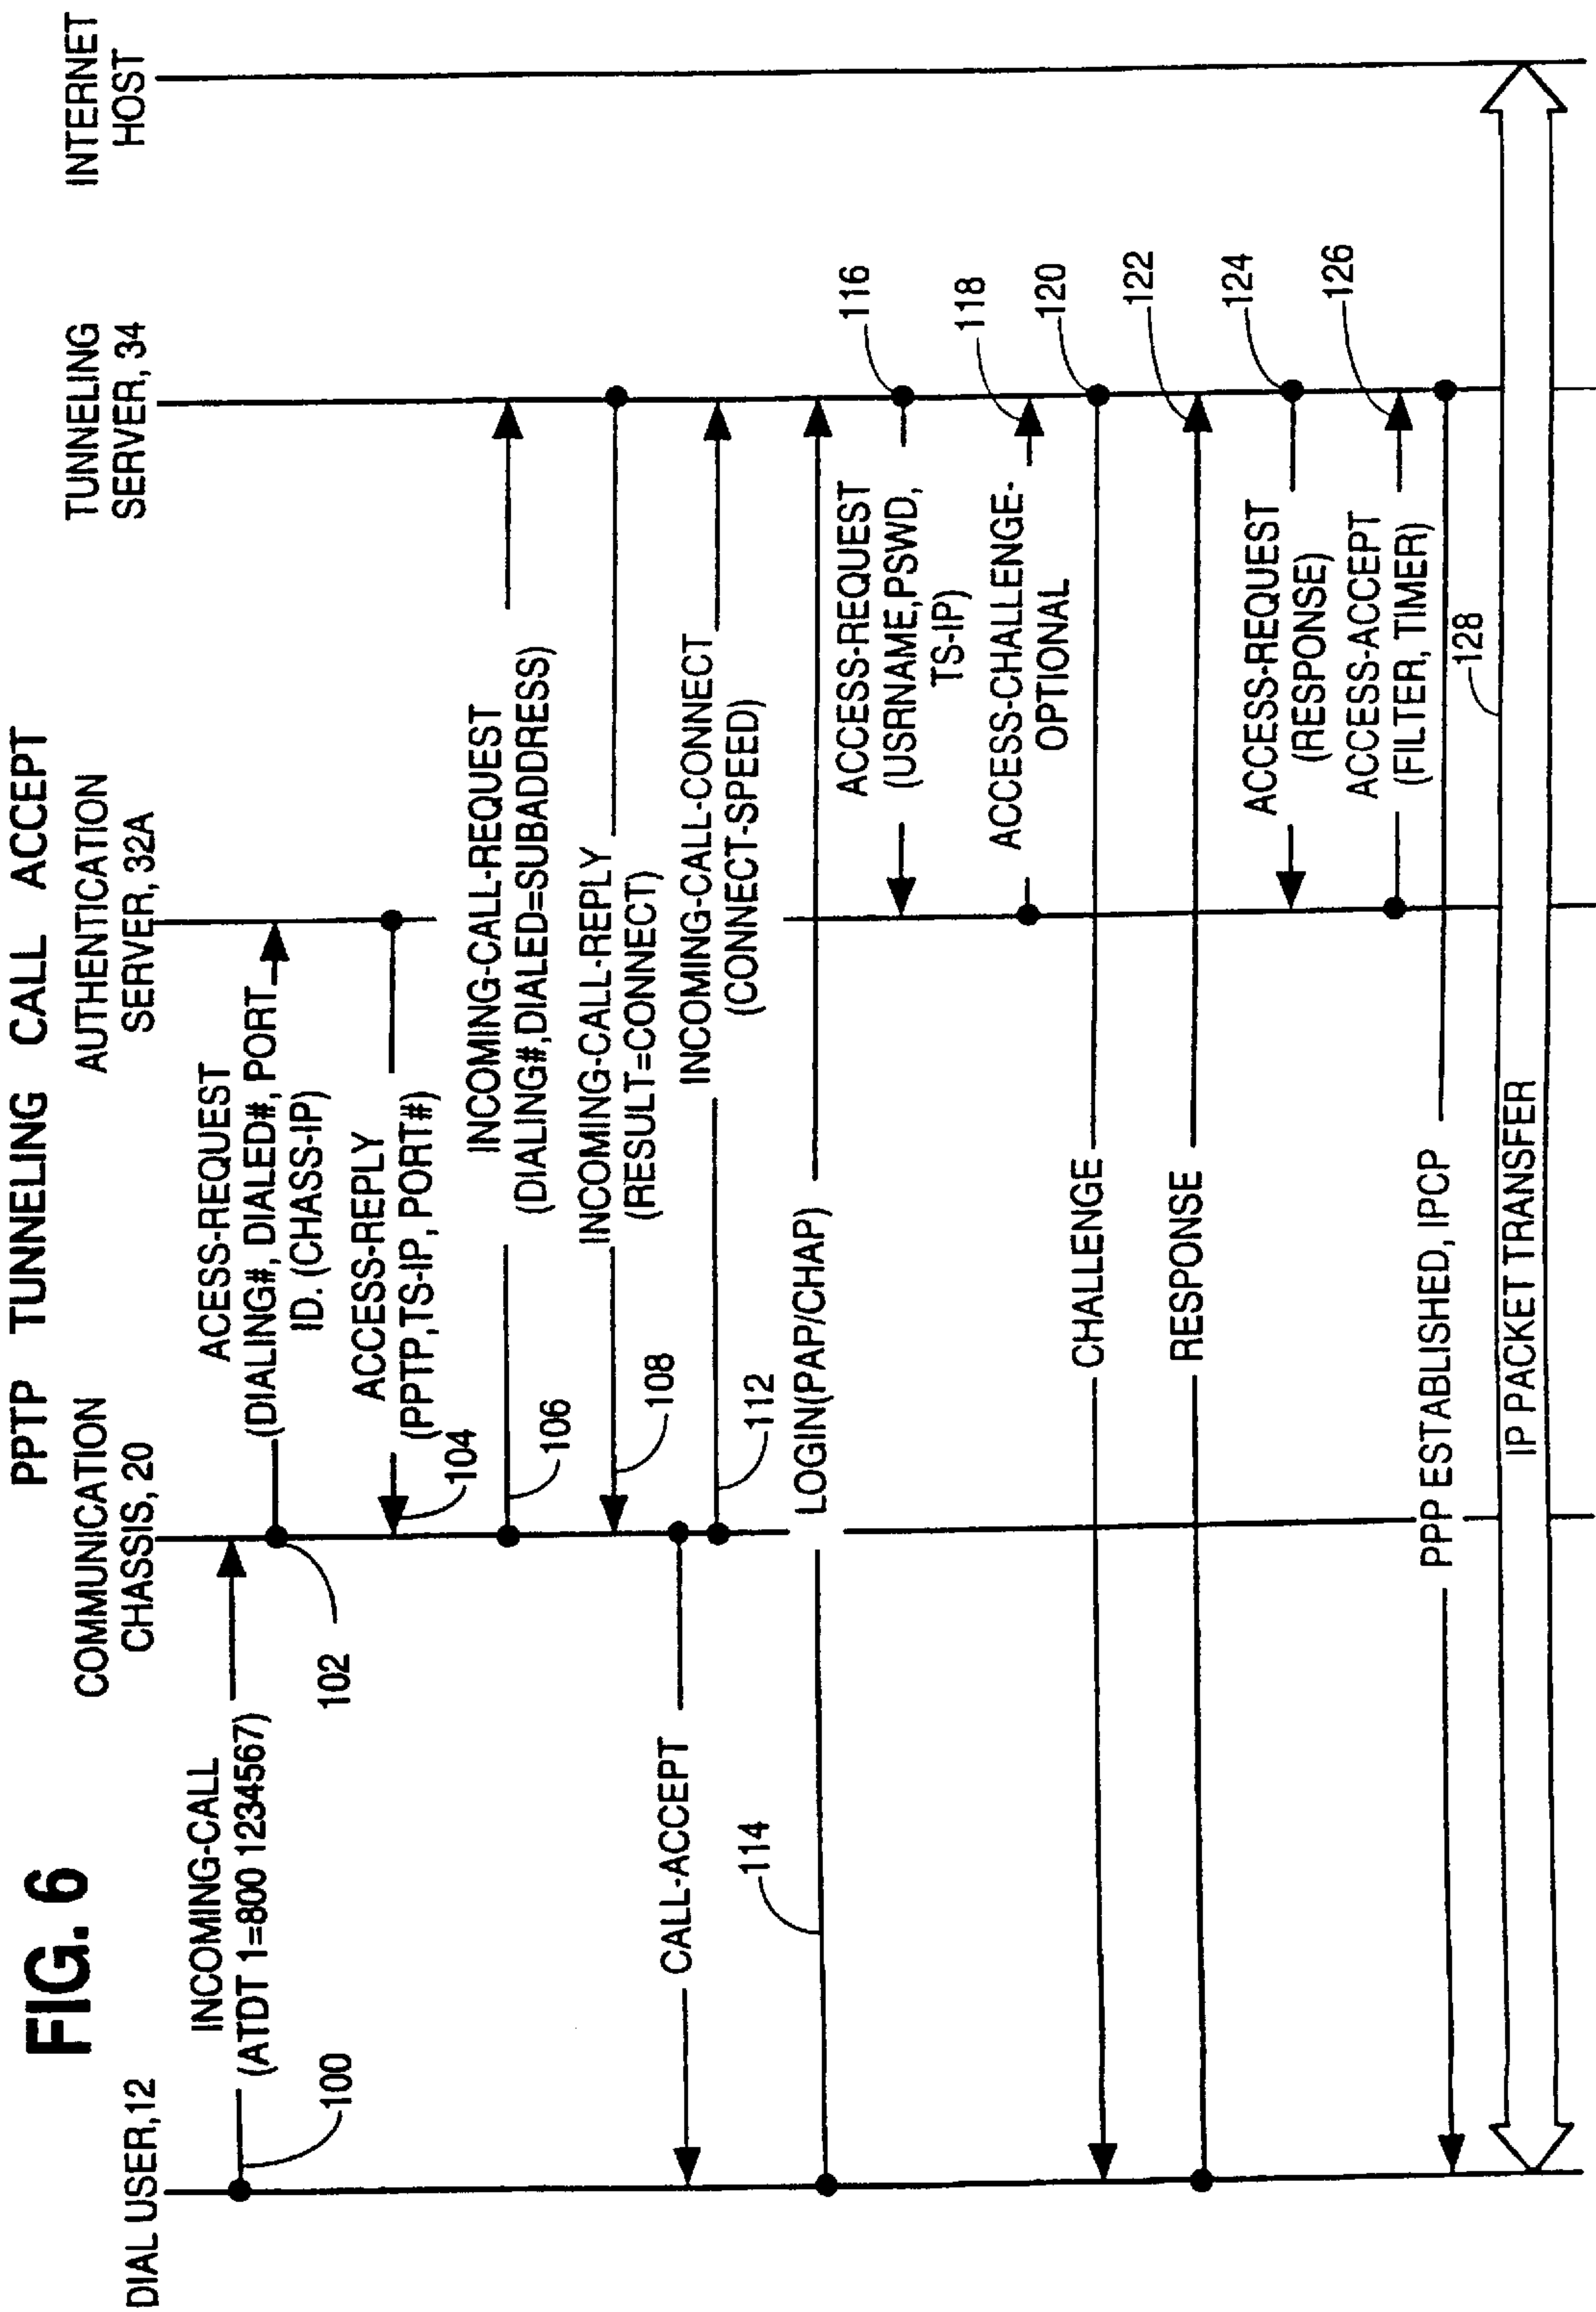 FIG. 6
PPTP TUNNELING CALL ACCEPT
DIAL USER,12
COMMUNICATION
CHASSIS, 20
AUTHENTICATION
SERVER, 32A
TUNNELING
SERVER, 34
INTERNET
HOST
INCOMING-CALL
(ATDT 1=800 1234567)
100
ACESS-REQUEST
(DIALING#, DIALED#, PORT
ID. (CHASS-IP)
102
ACCESS-REPLY
(PPTP,TS-IP, PORT#)
104
INCOMING-CALL-REQUEST
(DIALING#,DIALED=SUBADDRESS)
106
INCOMING-CALL-REPLY
(RESULT=CONNECT)
108
CALL-ACCEPT
INCOMING-CALL-CONNECT
(CONNECT-SPEED)
112
LOGIN(PAP/CHAP)
114
ACCESS-REQUEST
(USRNAME,PSWD,
TS-IP)
116
ACCESS-CHALLENGE-
OPTIONAL
118
CHALLENGE
120
RESPONSE
122
ACCESS-REQUEST
(RESPONSE)
124
ACCESS-ACCEPT
(FILTER, TIMER)
126
PPP ESTABLISHED, IPCP
128
IP PACKET TRANSFER